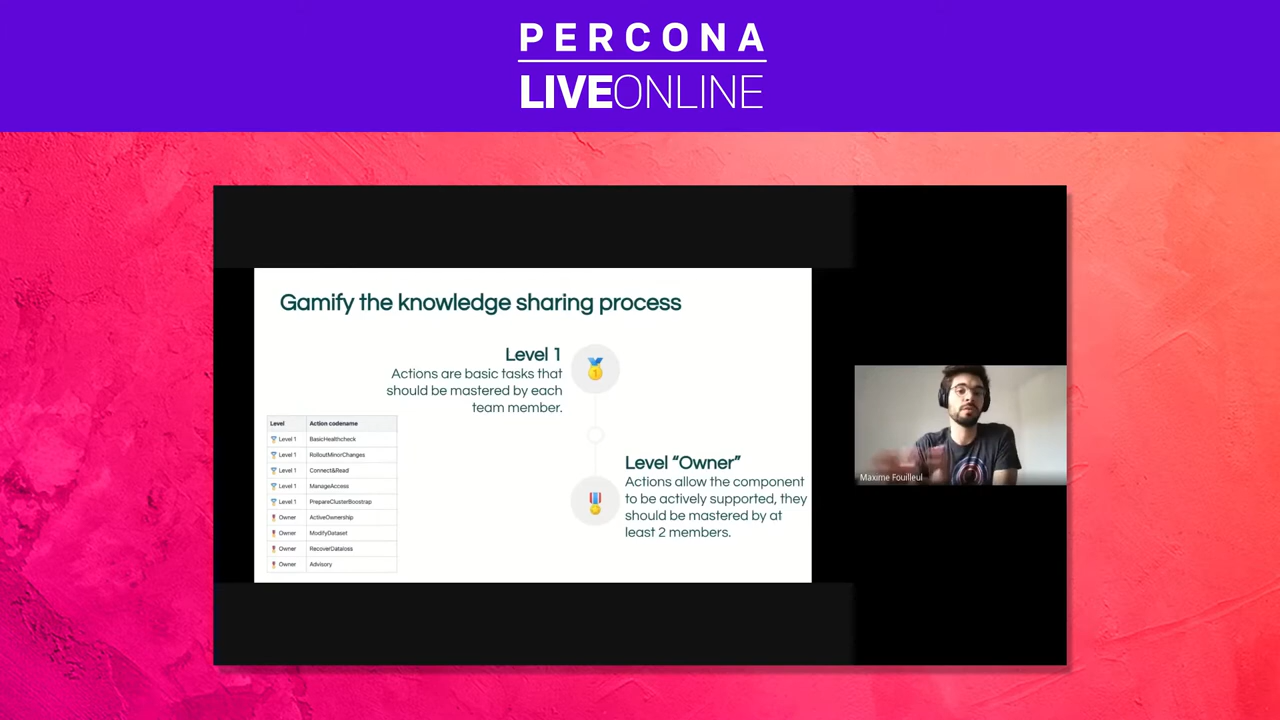 PERCONA
LIVEONLINE
Gamify the knowledge sharing process
Level 1
Actions are basic tasks that
should be mastered by each
team member.
Level Action codename
Level 1 BasicHealthcheck
Level 1 RolloutMinorChanges
Level 1 Connect&Read
Level 1 ManageAccess
Level 1 PrepareClusterBoostrap
Owner ActiveOwnership
Owner ModifyDataset
Owner RecoverDataloss
Owner Advisory
Level “Owner”
Actions allow the component
to be actively supported, they
should be mastered by at
least 2 members.
Maxime Fouilleul